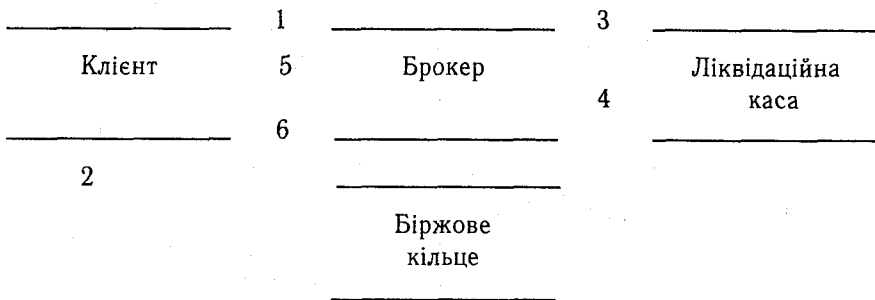 1 3
Клієнт 5 Брокер Ліквідаційна
4 каса
6
2
Біржове
кільце